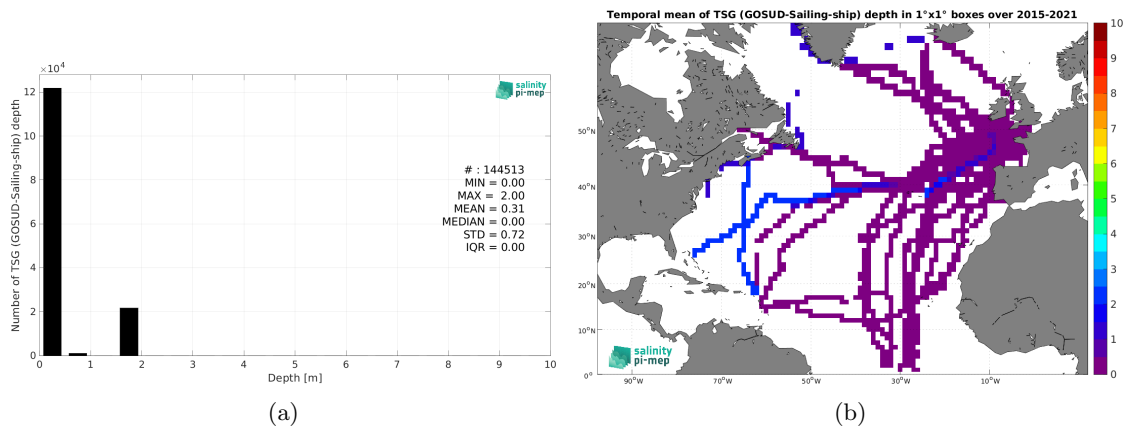 ×10⁴
12
10
8
6
4
2
0
Number of TSG (GOSUD-Sailing-ship) depth
salinity
pi-mep
# : 144513
MIN = 0.00
MAX = 2.00
MEAN = 0.31
MEDIAN = 0.00
STD = 0.72
IQR = 0.00
0 1 2 3 4 5 6 7 8 9 10
Depth [m]
(a)
Temporal mean of TSG (GOSUD-Sailing-ship) depth in 1°x1° boxes over 2015-2021
50°N
40°N
30°N
20°N
10°N
0°
90°W 70°W 50°W 30°W 10°W
salinity
pi-mep
10
9
8
7
6
5
4
3
2
1
0
(b)